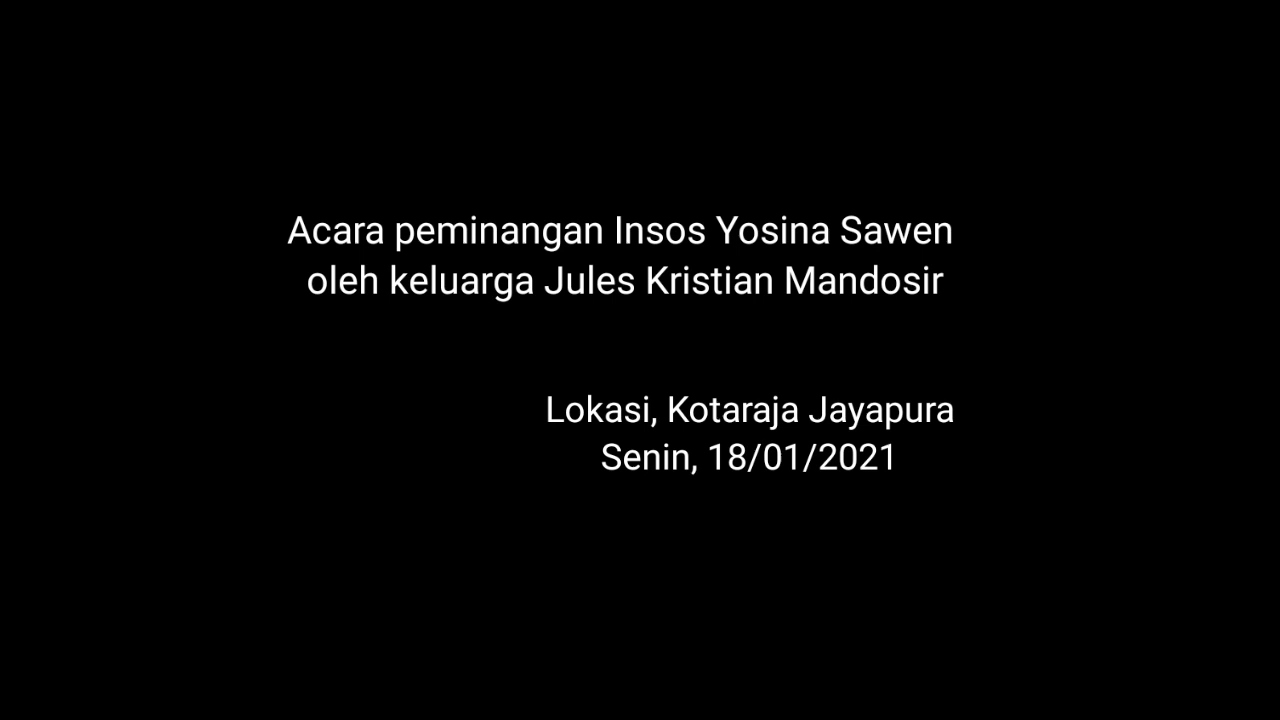 Acara peminangan Insos Yosina Sawen
oleh keluarga Jules Kristian Mandosir
Lokasi, Kotaraja Jayapura
Senin, 18/01/2021